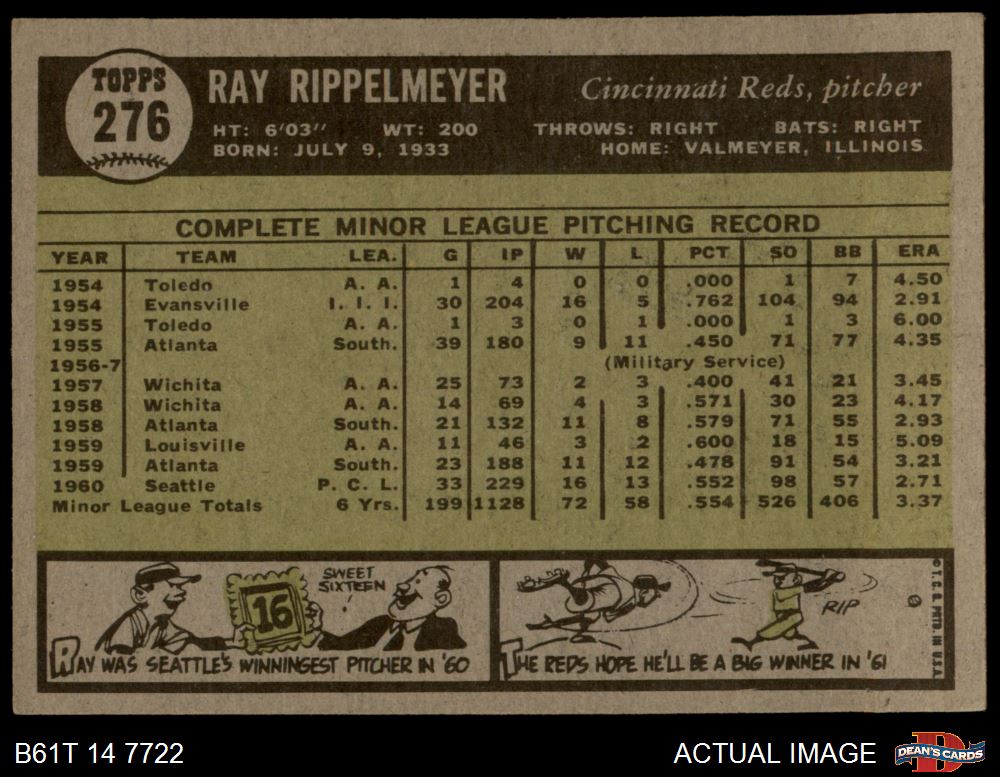 TOPPS
276
RAY RIPPELMEYER
Cincinnati Reds, pitcher
HT: 6'03" WT: 200 THROWS: RIGHT BATS: RIGHT
BORN: JULY 9, 1933 HOME: VALMEYER, ILLINOIS
COMPLETE MINOR LEAGUE PITCHING RECORD
YEAR TEAM LEA. G IP W L PCT SO BB ERA
1954 Toledo A. A. 1 4 0 0 .000 1 7 4.50
1954 Evansville I. I. I. 30 204 16 5 .762 104 94 2.91
1955 Toledo A. A. 1 3 0 1 .000 1 3 6.00
1955 Atlanta South. 39 180 9 11 .450 71 77 4.35
1956-7 (Military Service)
1957 Wichita A. A. 25 73 2 3 .400 41 21 3.45
1958 Wichita A. A. 14 69 4 3 .571 30 23 4.17
1958 Atlanta South. 21 132 11 8 .579 71 55 2.93
1959 Louisville A. A. 11 46 3 2 .600 18 15 5.09
1959 Atlanta South. 23 188 11 12 .478 91 54 3.21
1960 Seattle P. C. L. 33 229 16 13 .552 98 57 2.71
Minor League Totals 6 Yrs. 199 1128 72 58 .554 526 406 3.37
16
SWEET
SIXTEEN
!
RAY WAS SEATTLE'S WINNINGEST PITCHER IN '60
RIP
THE REDS HOPE HE'LL BE A BIG WINNER IN '61
© T. C. G. PRTD. IN U.S.A.
B61T 14 7722
ACTUAL IMAGE
D
DEAN'S CARDS